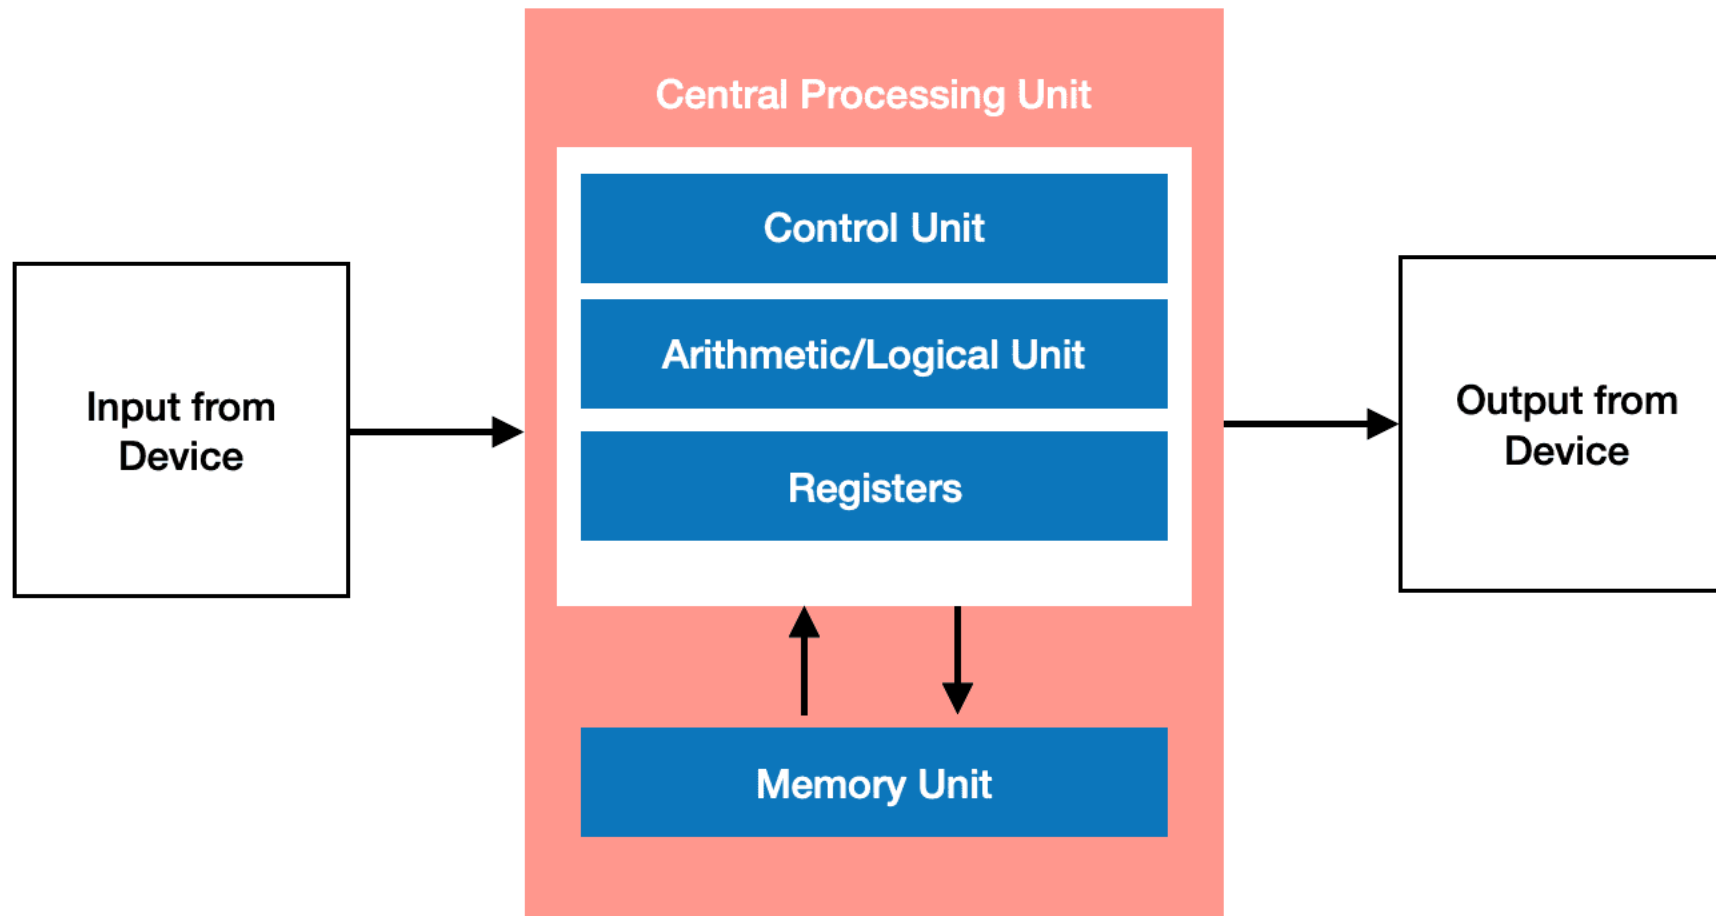 Central Processing Unit
Control Unit
Arithmetic/Logical Unit
Registers
Memory Unit
Input from
Device
Output from
Device